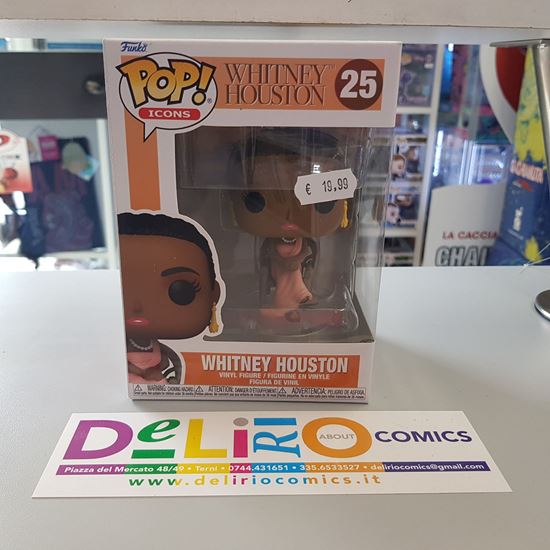 Funko
POP!
ICONS
WHITNEY
HOUSTON™
25
€ 19,99
LA CACCIA
WHITNEY HOUSTON
VINYL FIGURE / FIGURINE EN VINYLE
FIGURA DE VINIL
DeLiRiO ABOUT COMICS
Piazza del Mercato 48/49 • Terni • 0744.431651 • 335.6533527 • deliriocomics@gmail.com
www.deliriocomics.it